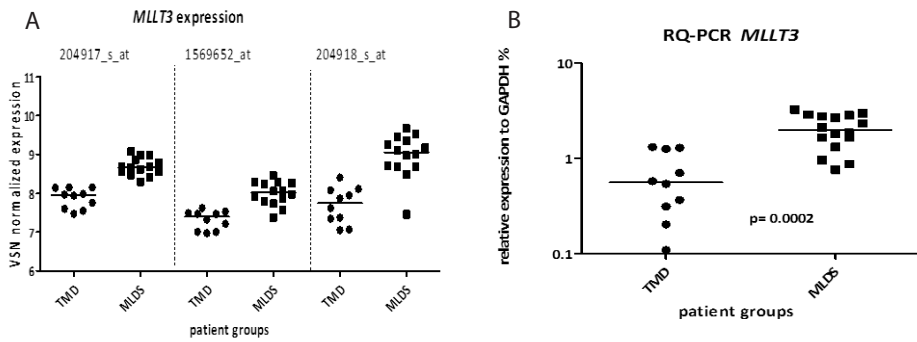 A
MLLT3 expression
204917_s_at 1569652_at 204918_s_at
VSN normalized expression
11
10
9
8
7
6
TMD MLDS TMD MLDS TMD MLDS
patient groups
B
RQ-PCR MLLT3
relative expression to GAPDH %
10
1
0.1
p= 0.0002
TMD MLDS
patient groups